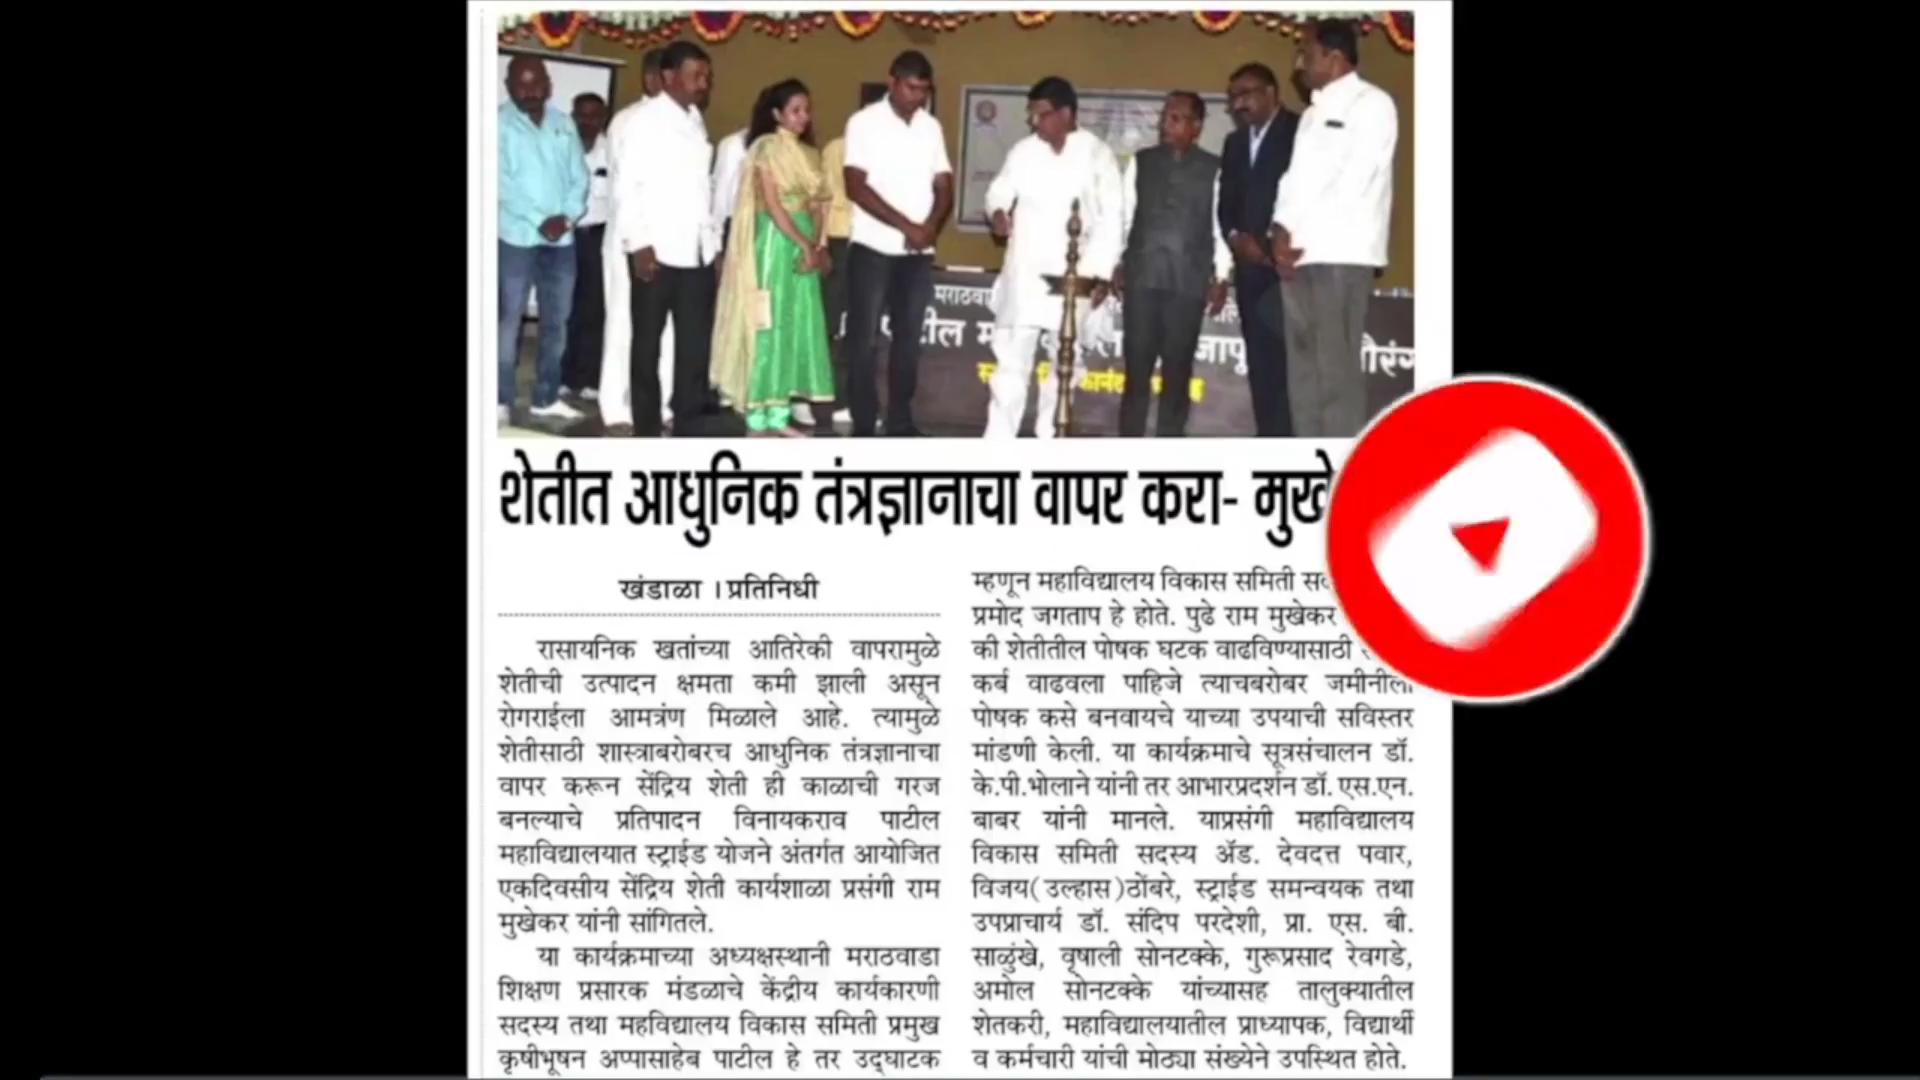 मराठवा
पाटील
शेतीत आधुनिक तंत्रज्ञानाचा वापर करा-
खंडाळा । प्रतिनिधी
रासायनिक खतांच्या आतिरेकी वापरामुळे
शेतीची उत्पादन क्षमता कमी झाली असून
रोगराईला आमत्रंण मिळाले आहे. त्यामुळे
शेतीसाठी शास्त्राबरोबरच आधुनिक तंत्रज्ञानाचा
वापर करून सेंद्रिय शेती ही काळाची गरज
बनल्याचे प्रतिपादन विनायकराव पाटील
महाविद्यालयात स्ट्राईड योजने अंतर्गत आयोजित
एकदिवसीय सेंद्रिय शेती कार्यशाळा प्रसंगी राम
मुखेकर यांनी सांगितले.
या कार्यक्रमाच्या अध्यक्षस्थानी मराठवाडा
शिक्षण प्रसारक मंडळाचे केंद्रीय कार्यकारणी
सदस्य तथा महविद्यालय विकास समिती प्रमुख
कृषीभूषन अप्पासाहेब पाटील हे तर उद्घाटक
म्हणून महाविद्यालय विकास समिती
प्रमोद जगताप हे होते. पुढे राम मुखेकर
की शेतीतील पोषक घटक वाढविण्यासाठी
कर्ब वाढवला पाहिजे त्याचबरोबर जमीनीला
पोषक कसे बनवायचे याच्या उपयाची सविस्तर
मांडणी केली. या कार्यक्रमाचे सूत्रसंचालन डॉ.
के.पी.भोलाने यांनी तर आभारप्रदर्शन डॉ. एस.एन.
बाबर यांनी मानले. याप्रसंगी महाविद्यालय
विकास समिती सदस्य ॲड. देवदत्त पवार,
विजय(उल्हास)ठोंबरे, स्ट्राईड समन्वयक तथा
उपप्राचार्य डॉ. संदिप परदेशी, प्रा. एस. बी.
साळुंखे, वृषाली सोनटक्के, गुरूप्रसाद रेवगडे,
अमोल सोनटक्के यांच्यासह तालुक्यातील
शेतकरी, महाविद्यालयातील प्राध्यापक, विद्यार्थी
व कर्मचारी यांची मोठ्या संख्येने उपस्थित होते.